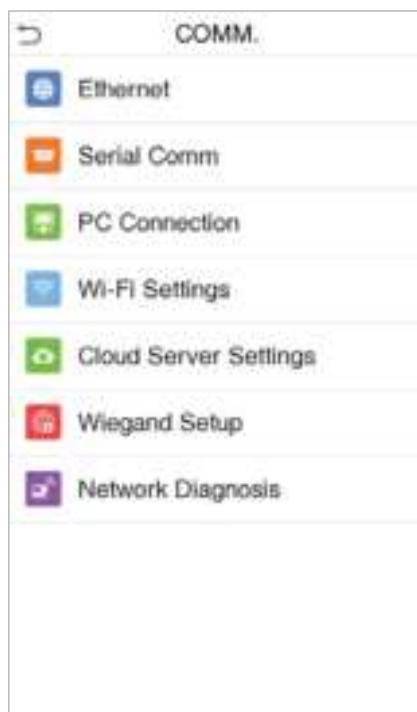 COMM.
Ethernet
Serial Comm
PC Connection
Wi-Fi Settings
Cloud Server Settings
Wiegand Setup
Network Diagnosis